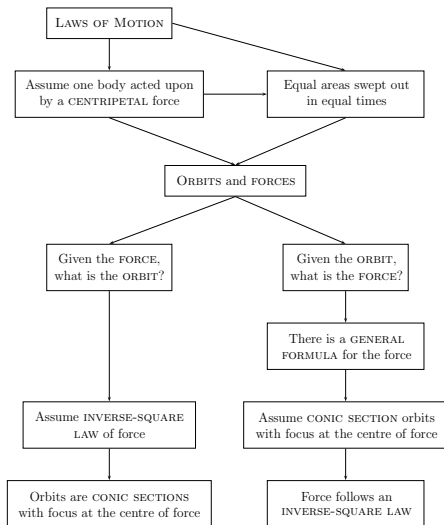 LAWS OF MOTION
Assume one body acted upon
by a CENTRIPETAL force
Equal areas swept out
in equal times
ORBITS and FORCES
Given the FORCE,
what is the ORBIT?
Given the ORBIT,
what is the FORCE?
There is a GENERAL
FORMULA for the force
Assume INVERSE-SQUARE
LAW of force
Assume CONIC SECTION orbits
with focus at the centre of force
Orbits are CONIC SECTIONS
with focus at the centre of force
Force follows an
INVERSE-SQUARE LAW